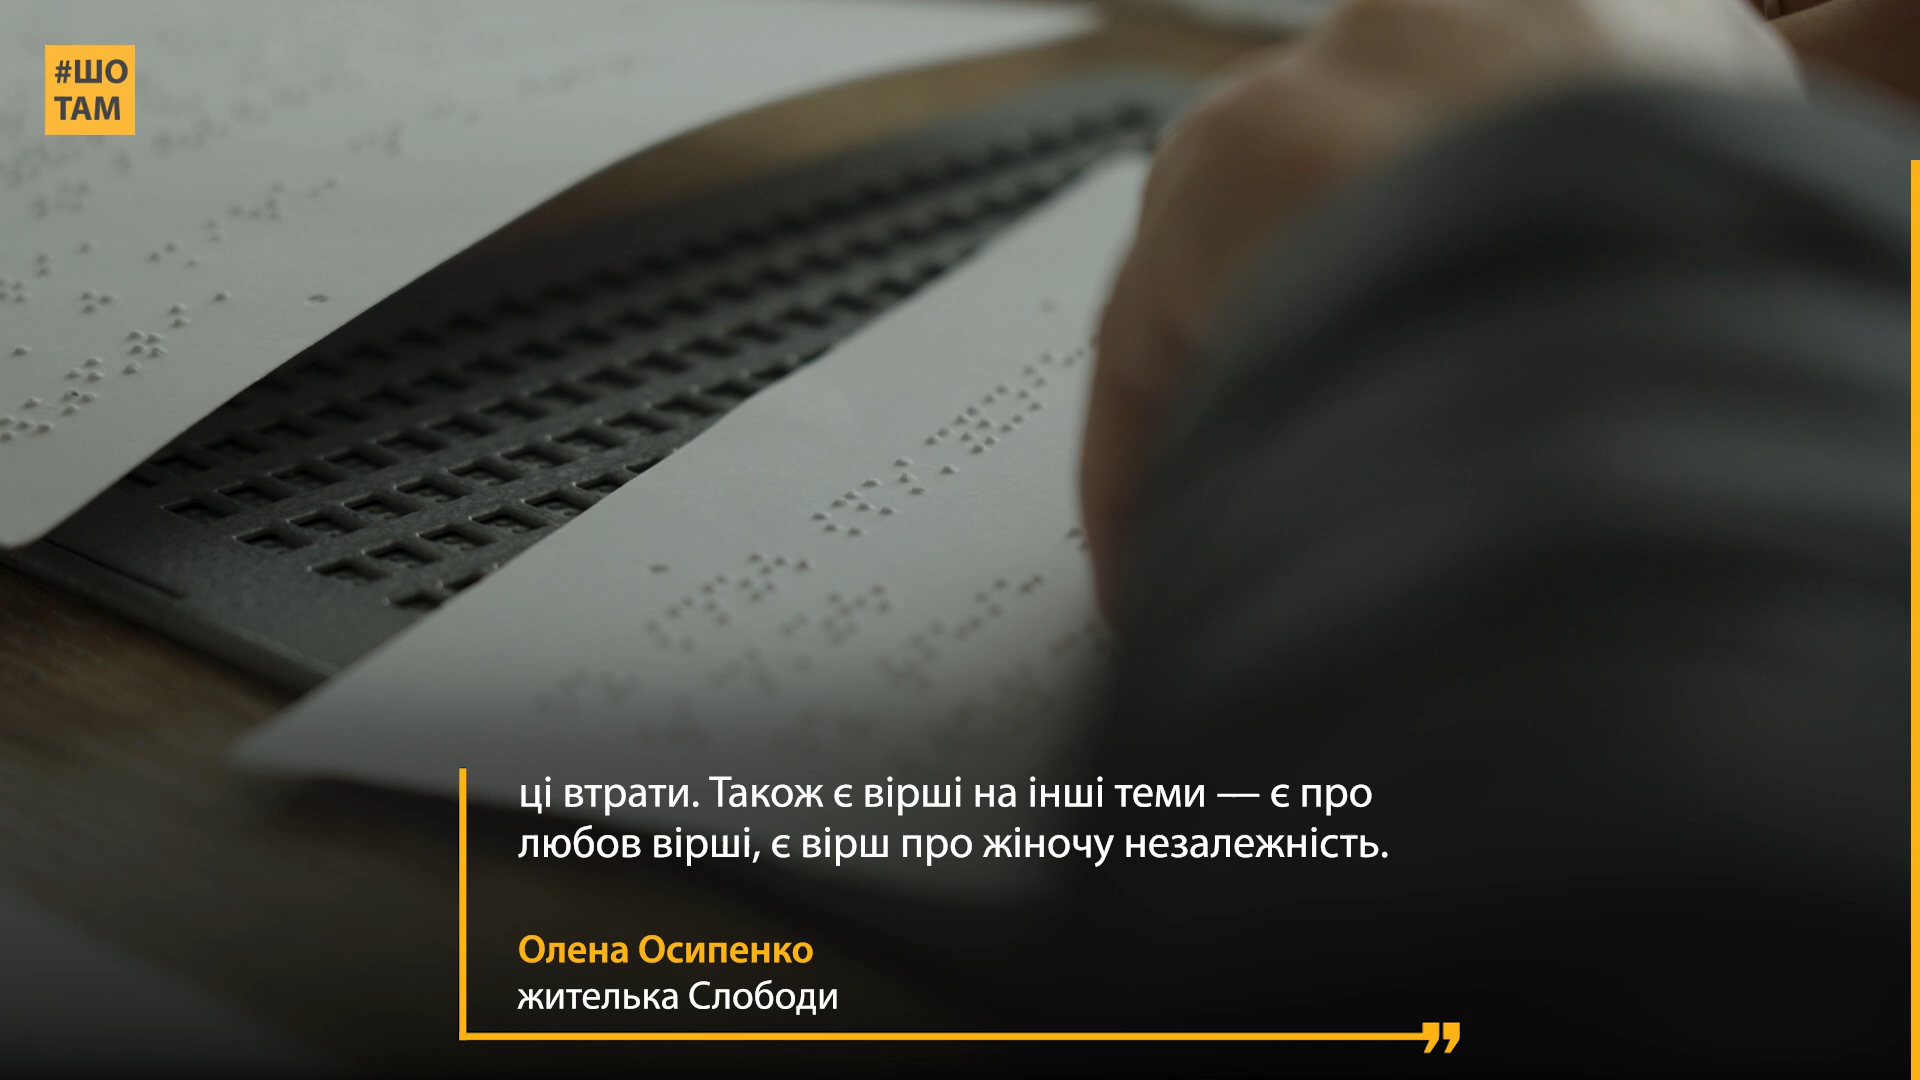 #ШО
ТАМ
ці втрати. Також є вірші на інші теми — є про
любов вірші, є вірш про жіночу незалежність.
Олена Осипенко
жителька Слободи
”